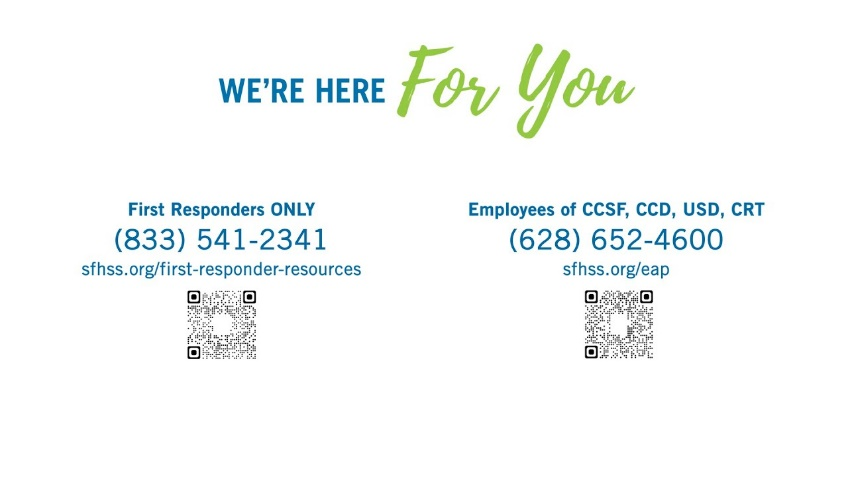 WE'RE HERE For You
First Responders ONLY
(833) 541-2341
sfhss.org/first-responder-resources
Employees of CCSF, CCD, USD, CRT
(628) 652-4600
sfhss.org/eap